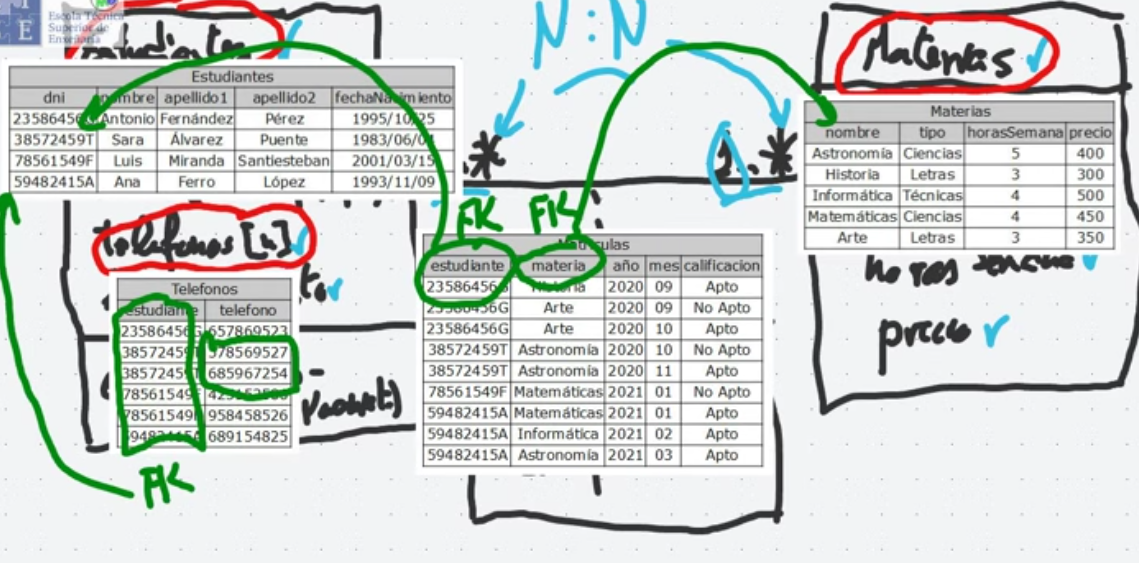 Escola Técnica
Superior de
Enxeñaría
Estudiantes
N:N
Materias
Estudiantes
dni nombre apellido1 apellido2 fechaNacimiento
23586456G Antonio Fernández Pérez 1995/10/25
38572459T Sara Álvarez Puente 1983/06/04
78561549F Luis Miranda Santiesteban 2001/03/15
59482415A Ana Ferro López 1993/11/09
..*
1..*
Materias
nombre tipo horasSemana precio
Astronomía Ciencias 5 400
Historia Letras 3 300
Informática Técnicas 4 500
Matemáticas Ciencias 4 450
Arte Letras 3 350
telefonos [n]
FK FK
horas semana
precio
Telefonos
estudiante telefono
23586456G 657869523
38572459T 378569527
38572459T 685967254
78561549F
78561549F 958458526
59482415A 689154825
FK
Matriculas
estudiante materia año mes calificacion
23586456G Historia 2020 09 Apto
23586456G Arte 2020 09 No Apto
23586456G Arte 2020 10 Apto
38572459T Astronomía 2020 10 No Apto
38572459T Astronomía 2020 11 Apto
78561549F Matemáticas 2021 01 No Apto
59482415A Matemáticas 2021 01 Apto
59482415A Informática 2021 02 Apto
59482415A Astronomía 2021 03 Apto